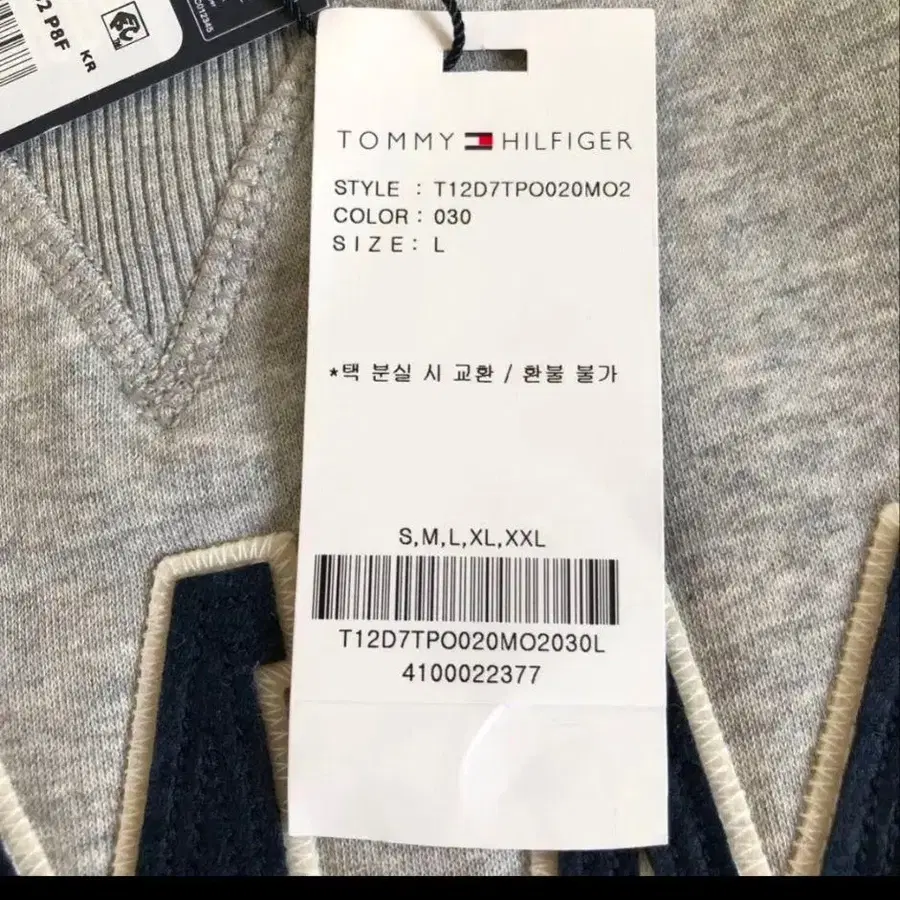 2 P8F
KR
TOMMY HILFIGER
STYLE : T12D7TPO020MO2
COLOR : 030
SIZE : L
*택 분실 시 교환 / 환불 불가
S,M,L,XL,XXL
T12D7TPO020MO2030L
4100022377